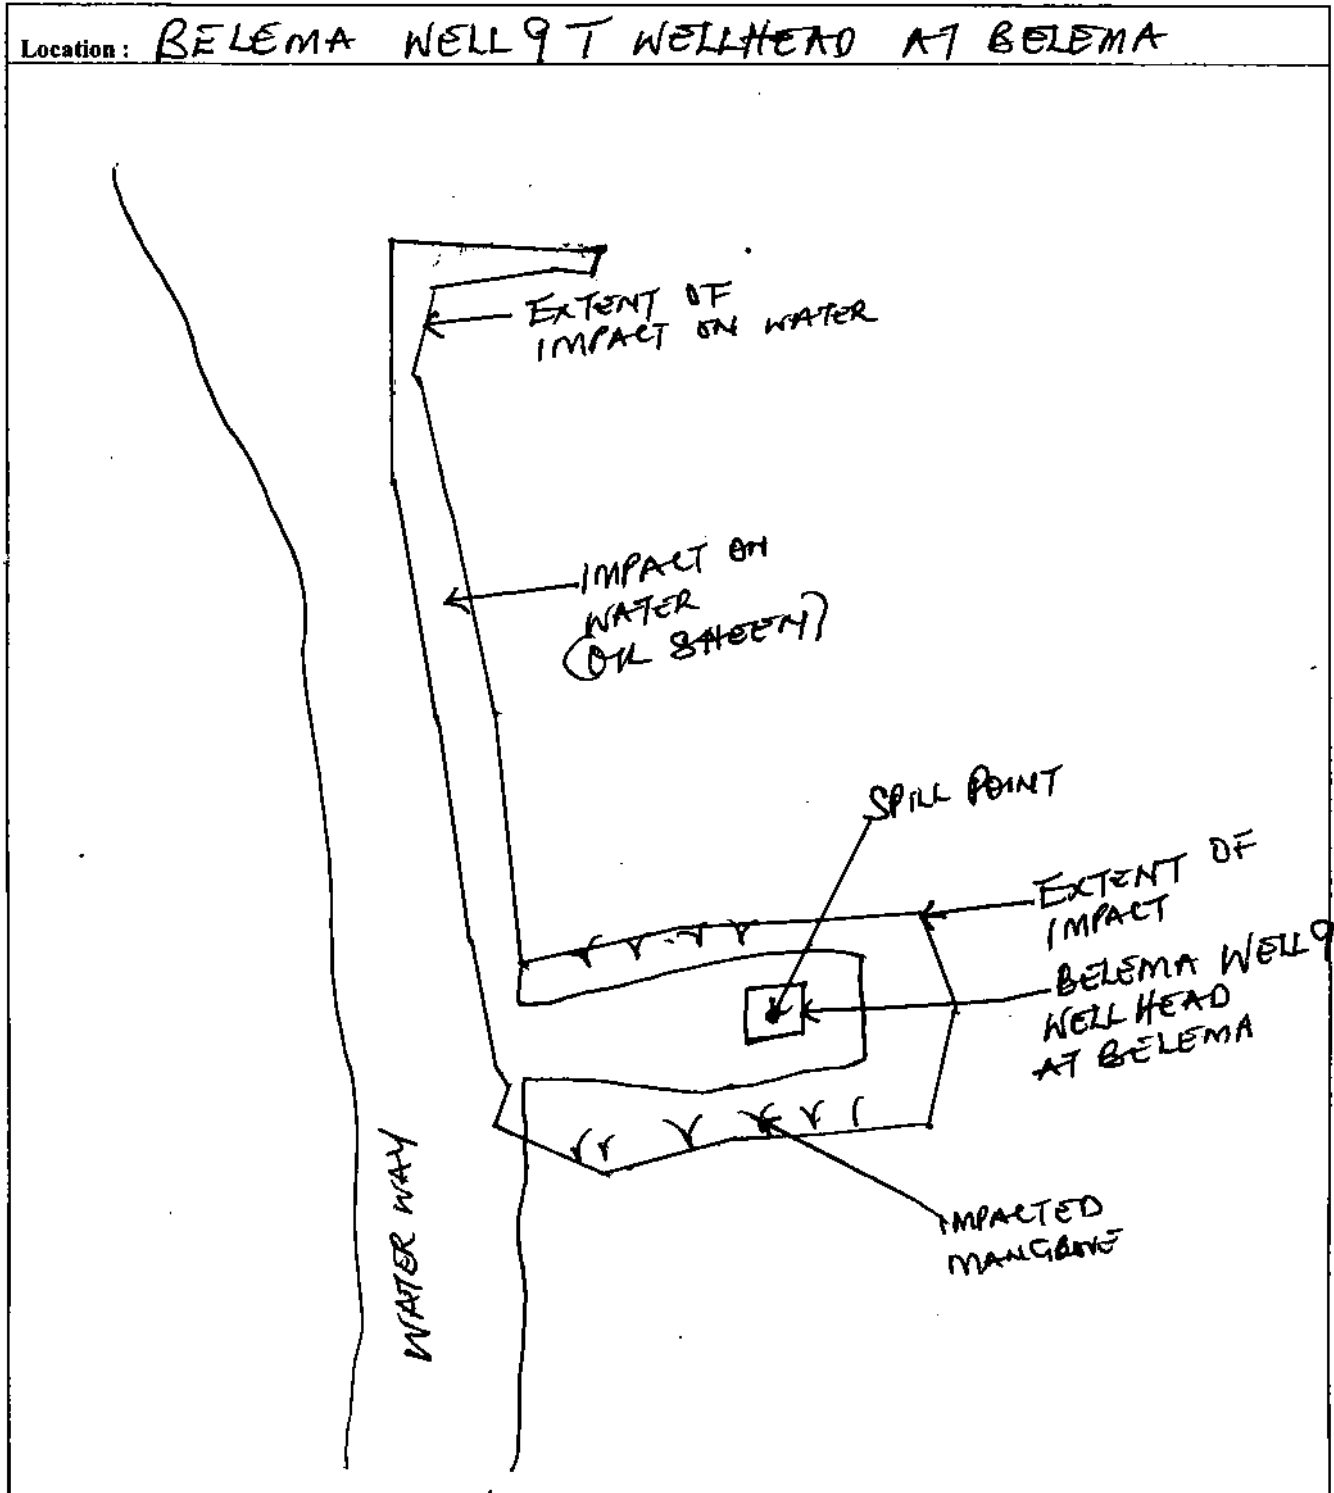 Location : BELEMA WELL 9 T WELLHEAD AT BELEMA
EXTENT OF
IMPACT ON WATER
IMPACT ON
WATER
(OIL SHEEN)
SPILL POINT
EXTENT OF
IMPACT
BELEMA WELL 9
WELL HEAD
AT BELEMA
IMPACTED
MANGROVE
WATER WAY